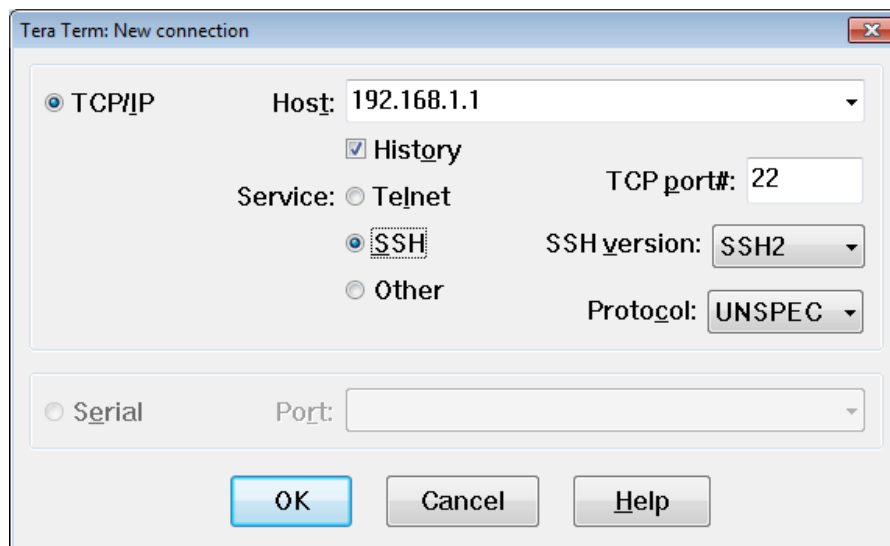 Tera Term: New connection
TCP/IP Host: 192.168.1.1
History
Service: Telnet TCP port#: 22
SSH SSH version: SSH2
Other Protocol: UNSPEC
Serial Port:
OK Cancel Help